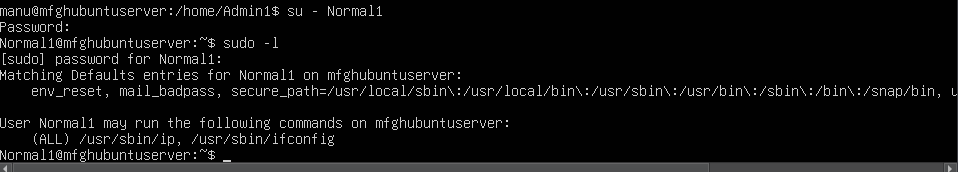 manu@mfghubuntuserver:/home/Admin1$ su - Normal1
Password:
Normal1@mfghubuntuserver:~$ sudo -l
[sudo] password for Normal1:
Matching Defaults entries for Normal1 on mfghubuntuserver:
    env_reset, mail_badpass, secure_path=/usr/local/sbin\:/usr/local/bin\:/usr/sbin\:/usr/bin\:/sbin\:/bin\:/snap/bin, u
User Normal1 may run the following commands on mfghubuntuserver:
    (ALL) /usr/sbin/ip, /usr/sbin/ifconfig
Normal1@mfghubuntuserver:~$ _